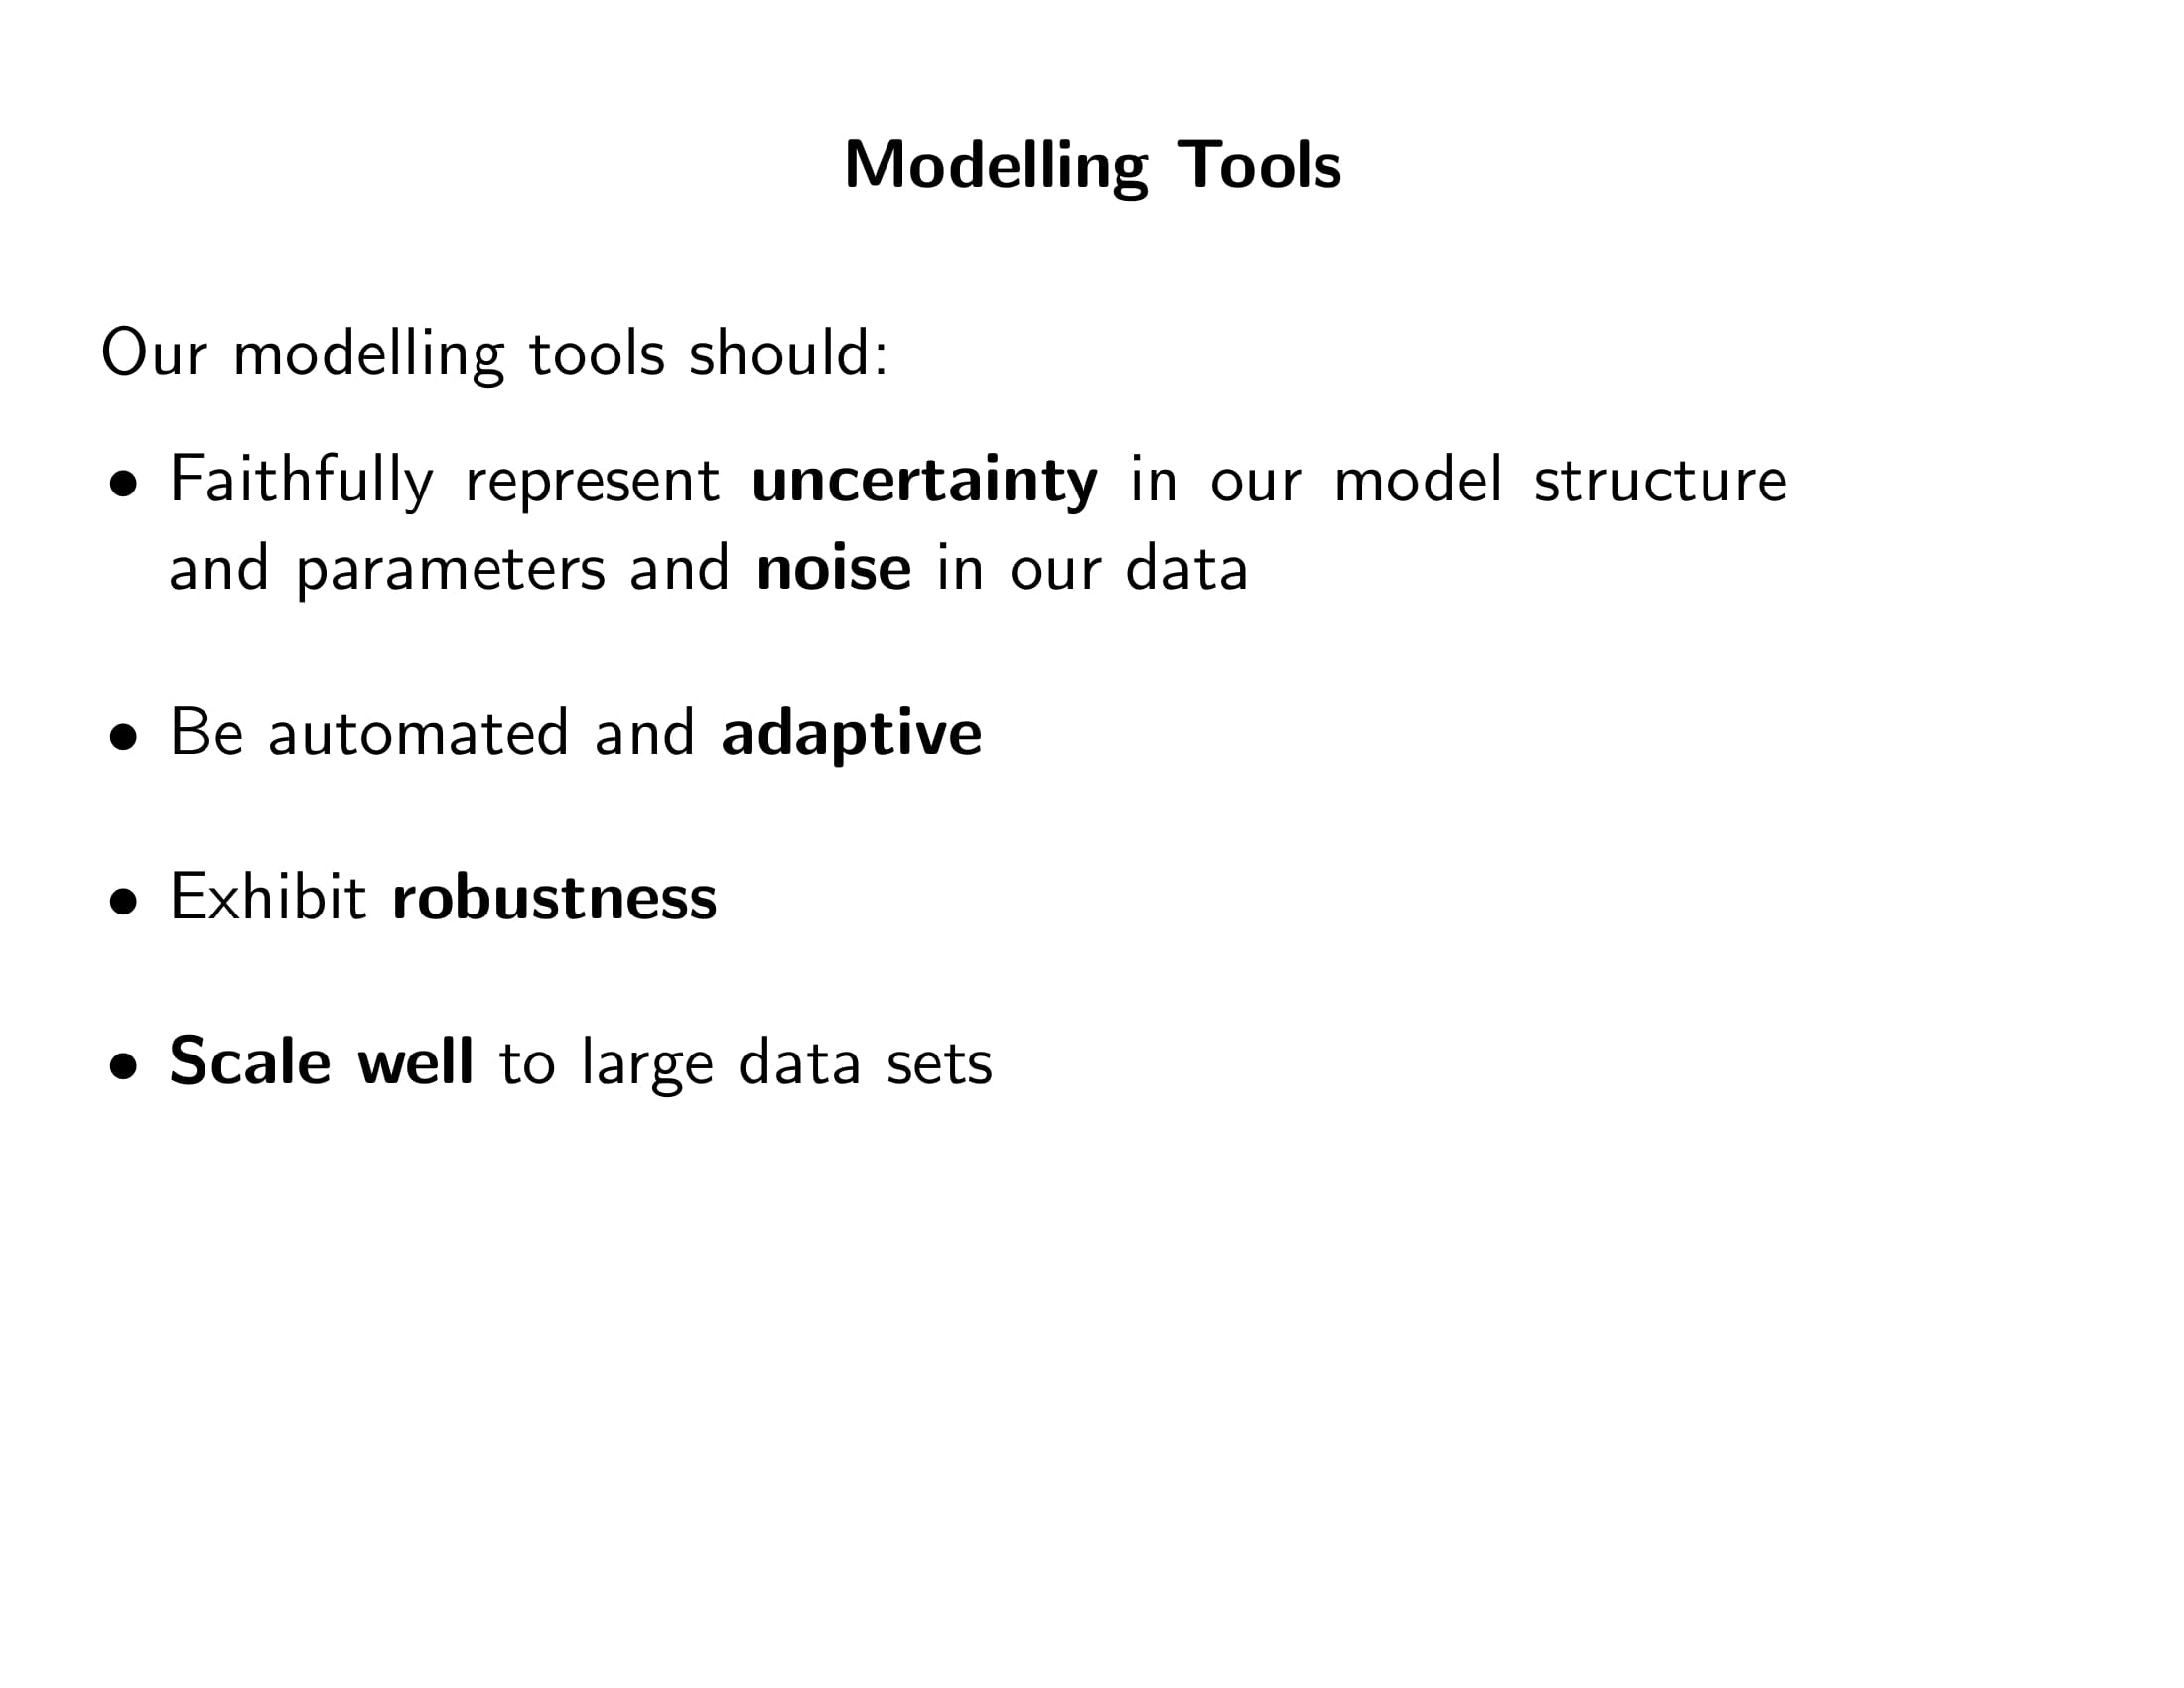 Modelling Tools
Our modelling tools should:
• Faithfully represent uncertainty in our model structure
and parameters and noise in our data
• Be automated and adaptive
• Exhibit robustness
• Scale well to large data sets